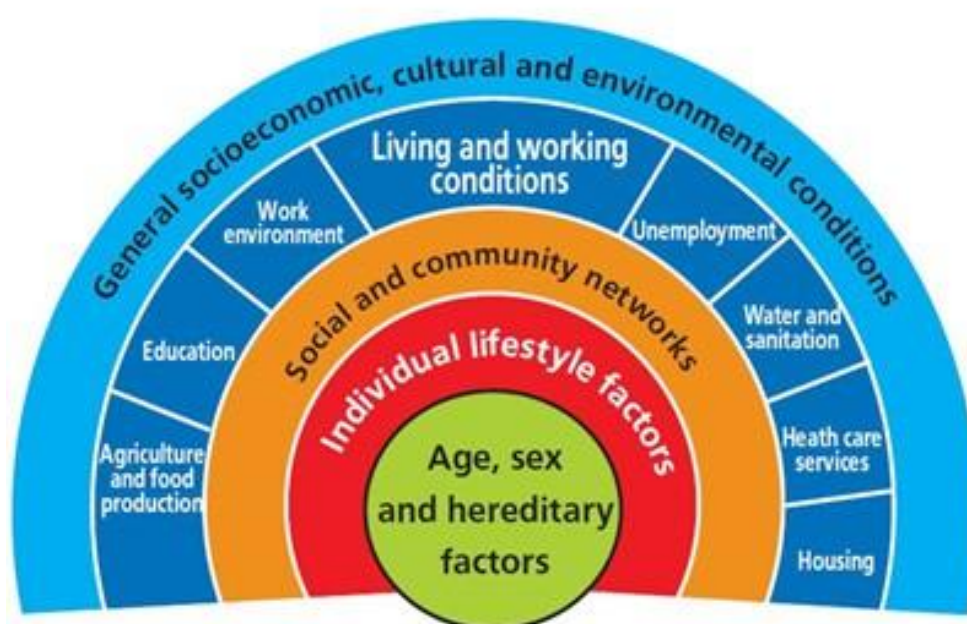 General socioeconomic, cultural and environmental conditions
Living and working
conditions
Work
environment
Unemployment
Education
Water and
sanitation
Agriculture
and food
production
Heath care
services
Housing
Social and community networks
Individual lifestyle factors
Age, sex
and hereditary
factors